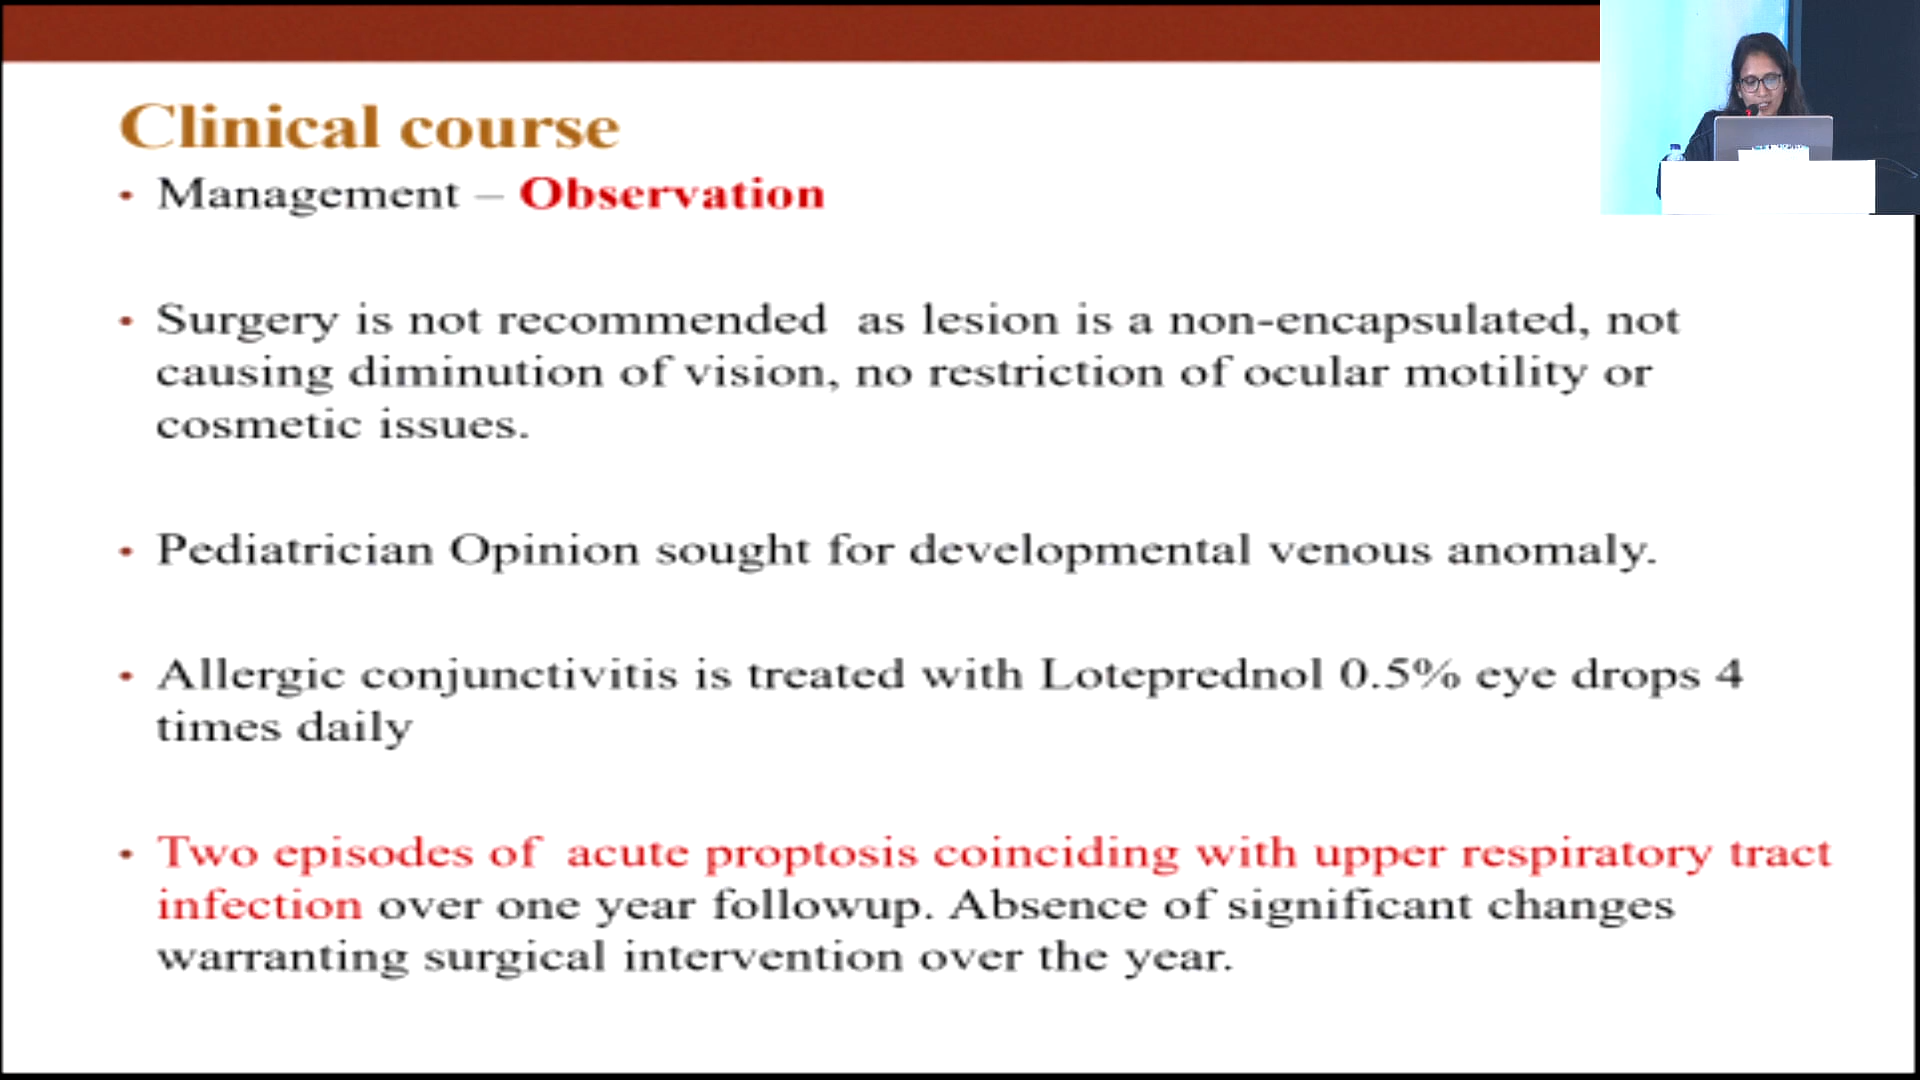 Clinical course
• Management – Observation
• Surgery is not recommended as lesion is a non-encapsulated, not
causing diminution of vision, no restriction of ocular motility or
cosmetic issues.
• Pediatrician Opinion sought for developmental venous anomaly.
• Allergic conjunctivitis is treated with Loteprednol 0.5% eye drops 4
times daily
• Two episodes of acute proptosis coinciding with upper respiratory tract
infection over one year followup. Absence of significant changes
warranting surgical intervention over the year.